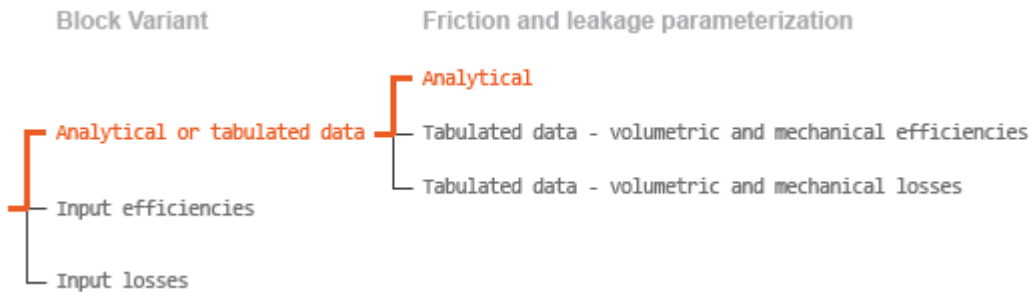 Block Variant
Friction and leakage parameterization
Analytical
Analytical or tabulated data
Tabulated data - volumetric and mechanical efficiencies
Tabulated data - volumetric and mechanical losses
Input efficiencies
Input losses